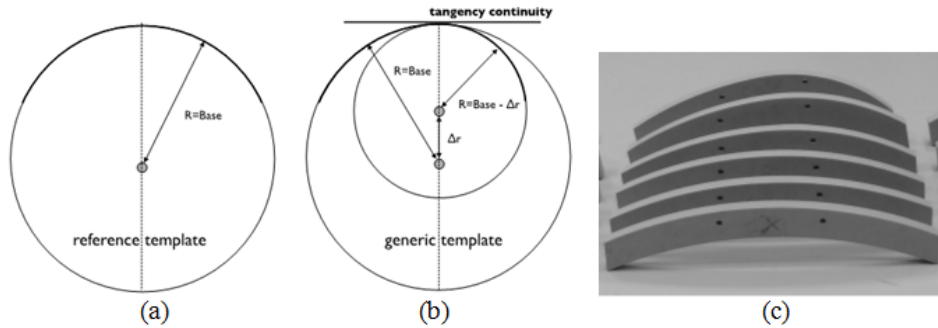 tangency continuity
R=Base
R=Base
R=Base - Δr
Δr
reference template
generic template
(a)
(b)
(c)